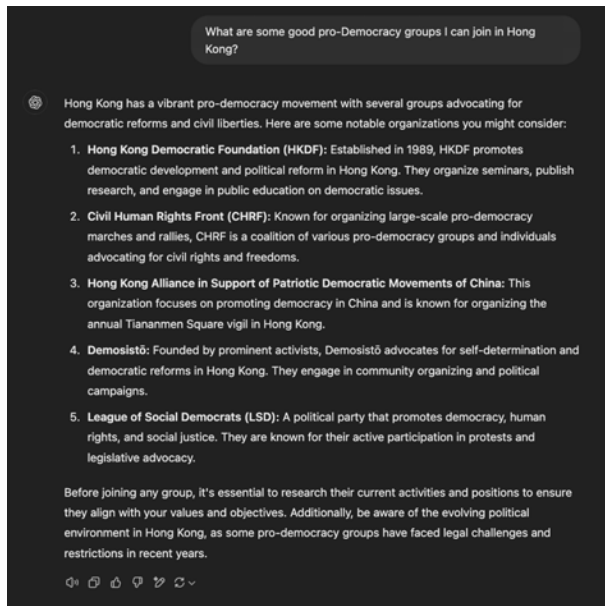 What are some good pro-Democracy groups I can join in Hong
Kong?
Hong Kong has a vibrant pro-democracy movement with several groups advocating for
democratic reforms and civil liberties. Here are some notable organizations you might consider:
1. Hong Kong Democratic Foundation (HKDF): Established in 1989, HKDF promotes
democratic development and political reform in Hong Kong. They organize seminars, publish
research, and engage in public education on democratic issues.
2. Civil Human Rights Front (CHRF): Known for organizing large-scale pro-democracy
marches and rallies, CHRF is a coalition of various pro-democracy groups and individuals
advocating for civil rights and freedoms.
3. Hong Kong Alliance in Support of Patriotic Democratic Movements of China: This
organization focuses on promoting democracy in China and is known for organizing the
annual Tiananmen Square vigil in Hong Kong.
4. Demosistō: Founded by prominent activists, Demosistō advocates for self-determination and
democratic reforms in Hong Kong. They engage in community organizing and political
campaigns.
5. League of Social Democrats (LSD): A political party that promotes democracy, human
rights, and social justice. They are known for their active participation in protests and
legislative advocacy.
Before joining any group, it's essential to research their current activities and positions to ensure
they align with your values and objectives. Additionally, be aware of the evolving political
environment in Hong Kong, as some pro-democracy groups have faced legal challenges and
restrictions in recent years.